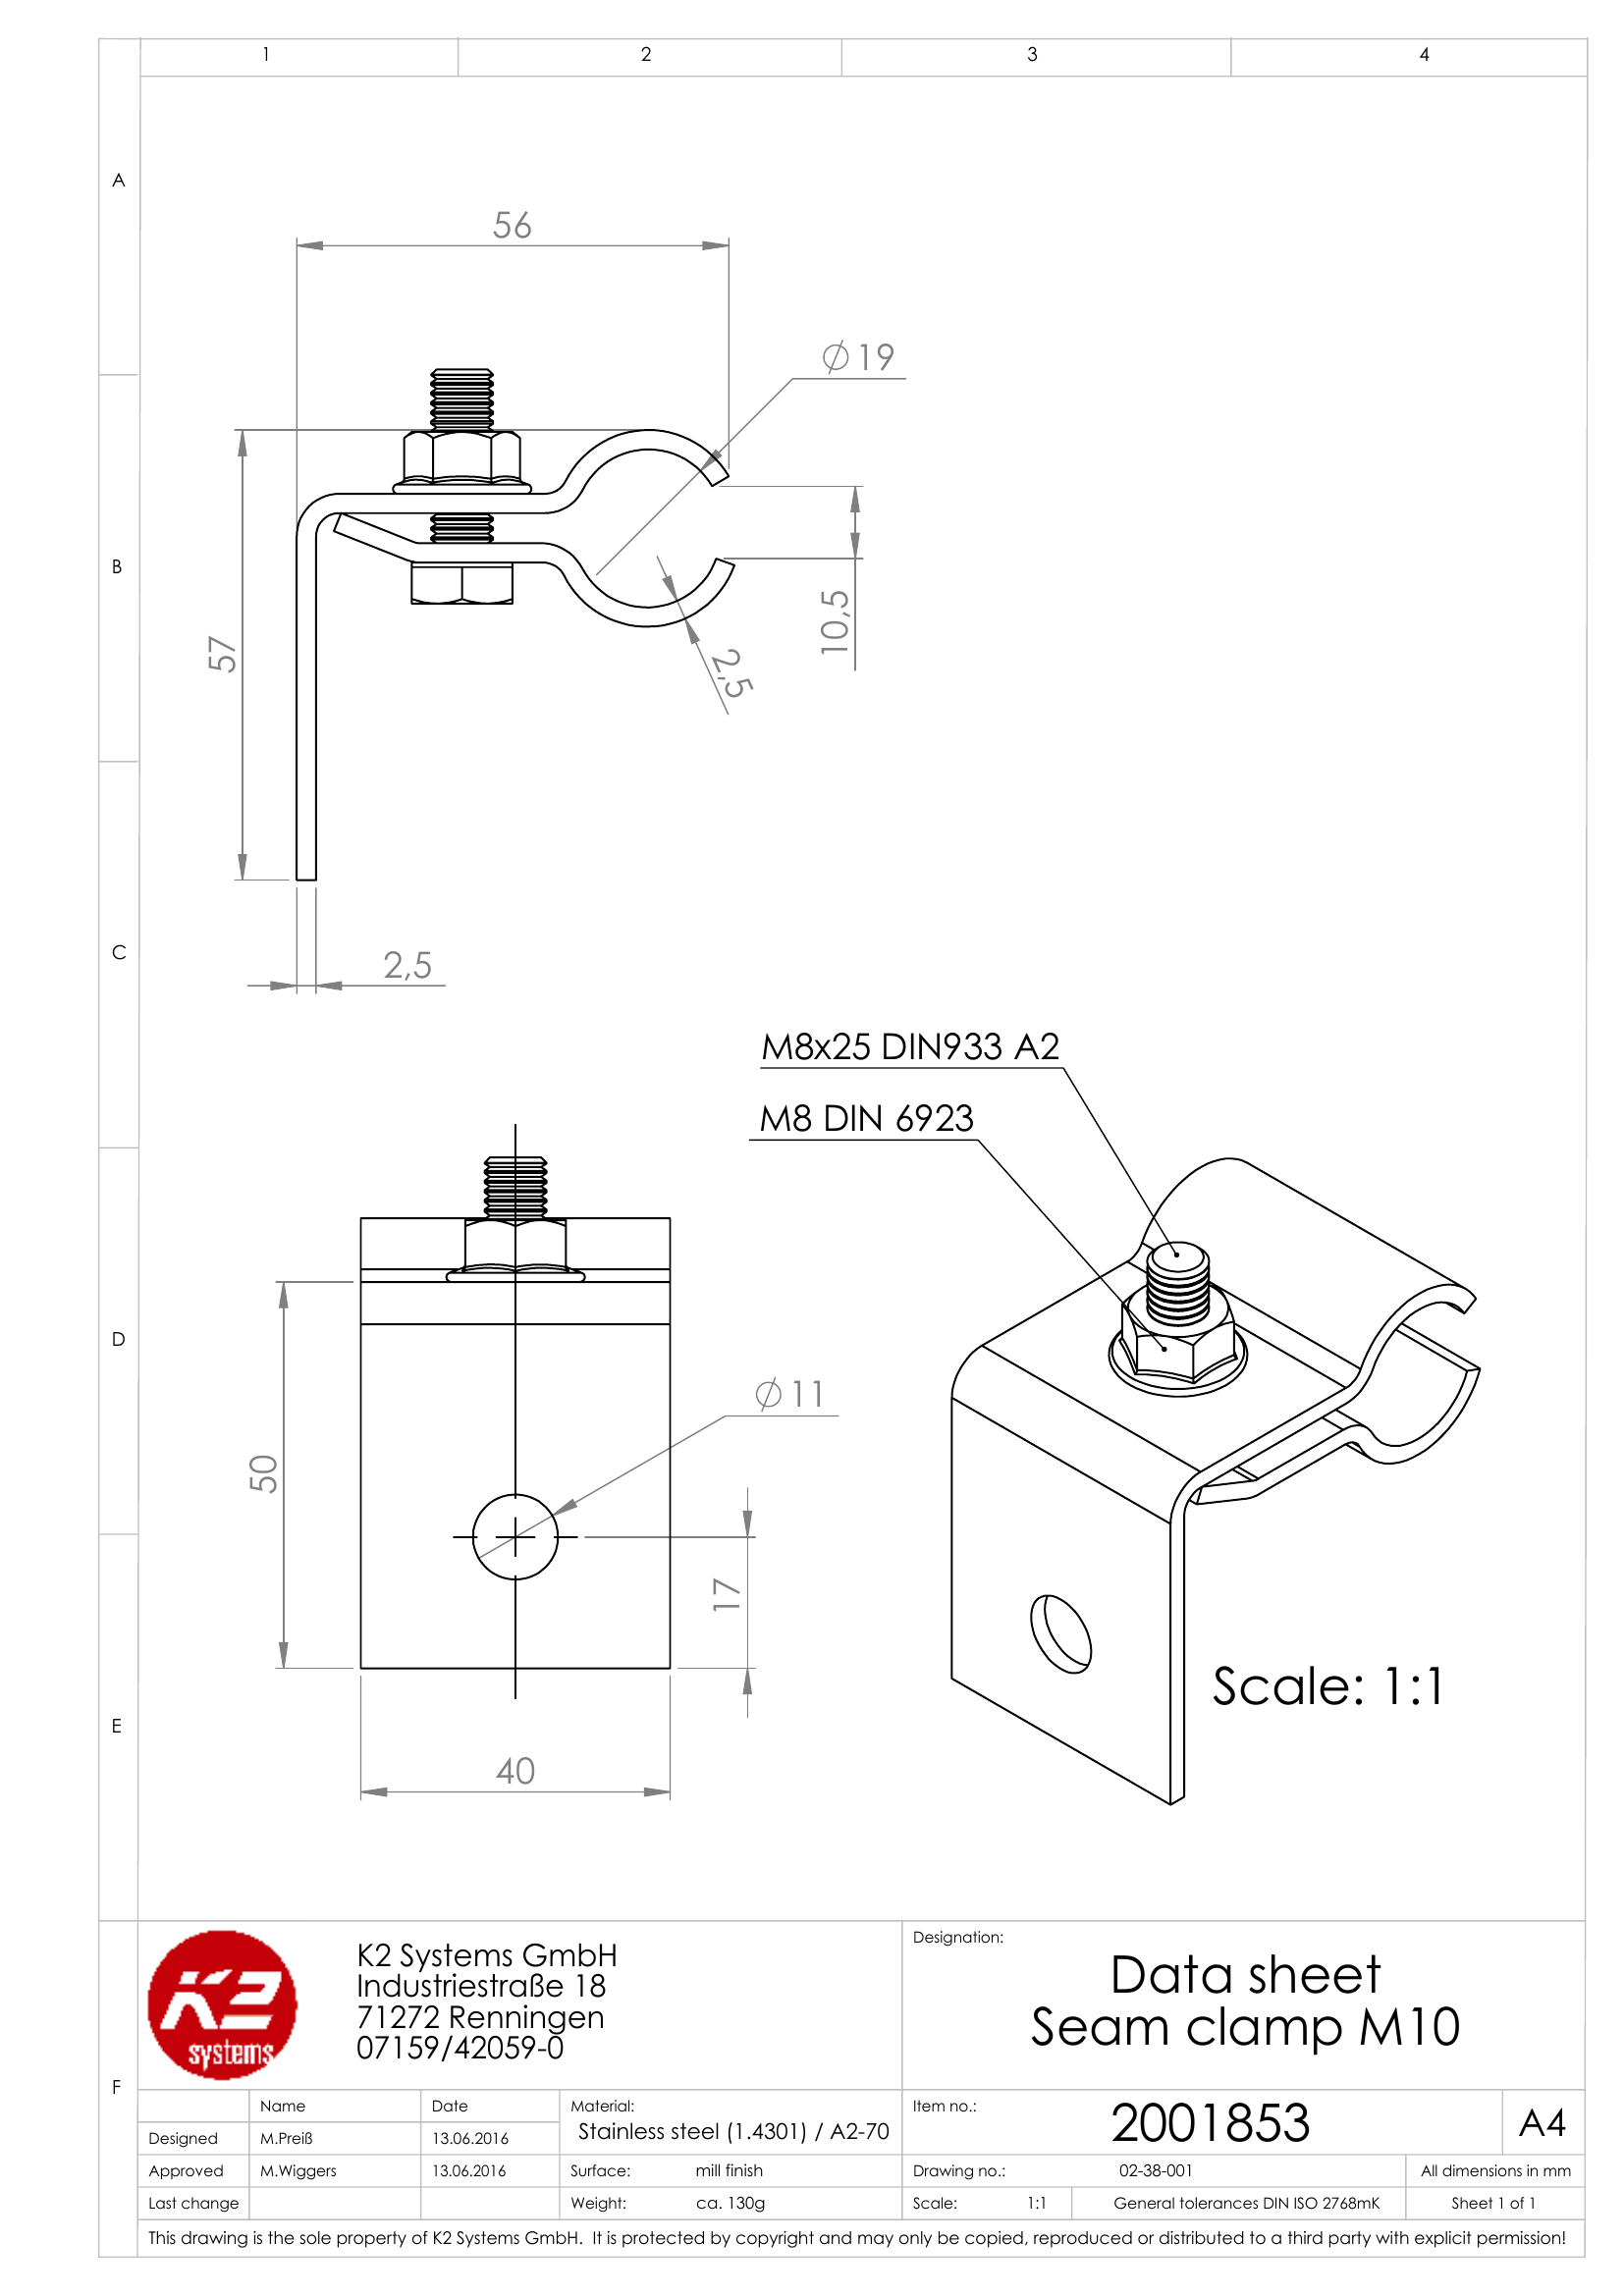 1 2 3 4
A
B
C
D
E
F
56
⌀19
57
10,5
2,5
2,5
M8x25 DIN933 A2
M8 DIN 6923
50
⌀11
17
40
Scale: 1:1
K2
systems
K2 Systems GmbH
Industriestraße 18
71272 Renningen
07159/42059-0
Designation:
Data sheet
Seam clamp M10
Name Date
Designed M.Preiß 13.06.2016
Approved M.Wiggers 13.06.2016
Last change
Material:
Stainless steel (1.4301) / A2-70
Surface: mill finish
Weight: ca. 130g
Item no.: 2001853 A4
Drawing no.: 02-38-001 All dimensions in mm
Scale: 1:1 General tolerances DIN ISO 2768mK Sheet 1 of 1
This drawing is the sole property of K2 Systems GmbH. It is protected by copyright and may only be copied, reproduced or distributed to a third party with explicit permission!